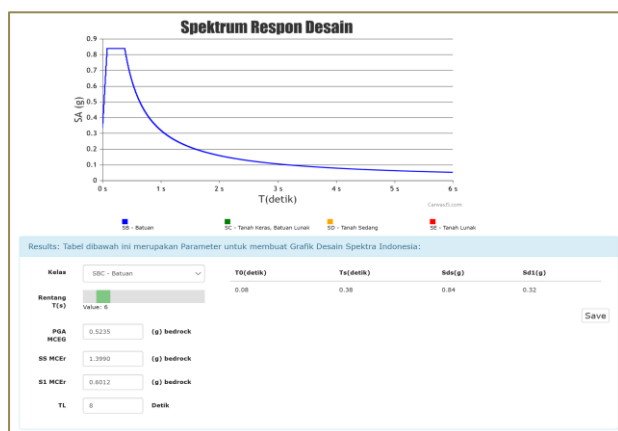 Spektrum Respon Desain
0.9
0.8
0.7
0.6
0.5
0.4
0.3
0.2
0.1
0
SA (g)
0 s 1 s 2 s 3 s 4 s 5 s 6 s
T(detik)
CanvasJS.com
SB - Batuan SC - Tanah Keras, Batuan Lunak SD - Tanah Sedang SE - Tanah Lunak
Results: Tabel dibawah ini merupakan Parameter untuk membuat Grafik Desain Spektra Indonesia:
Kelas SBC - Batuan T0(detik) Ts(detik) Sds(g) Sd1(g)
0.08 0.38 0.84 0.32
Rentang T(s)
Value: 6
Save
PGA MCEG 0.5235 (g) bedrock
SS MCEr 1.3990 (g) bedrock
S1 MCEr 0.6012 (g) bedrock
TL 8 Detik